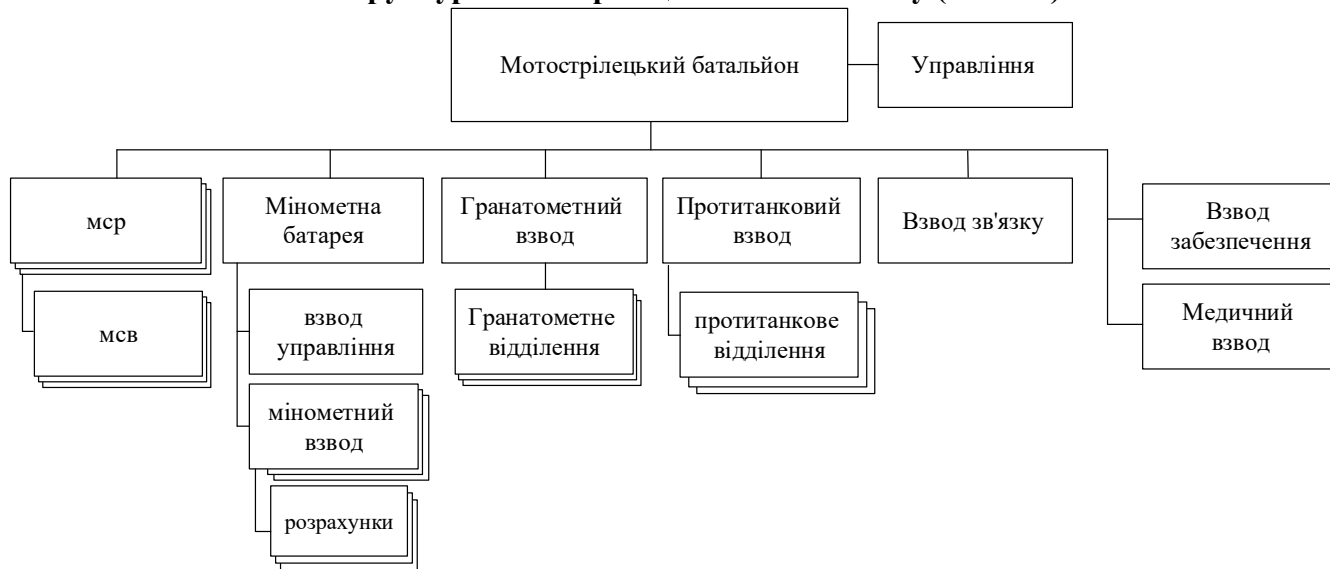 Мотострілецький батальйон
Управління
мср
Мінометна
батарея
Гранатометний
взвод
Протитанковий
взвод
Взвод зв'язку
Взвод
забезпечення
мсв
взвод
управління
Гранатометне
відділення
протитанкове
відділення
Медичний
взвод
мінометний
взвод
розрахунки